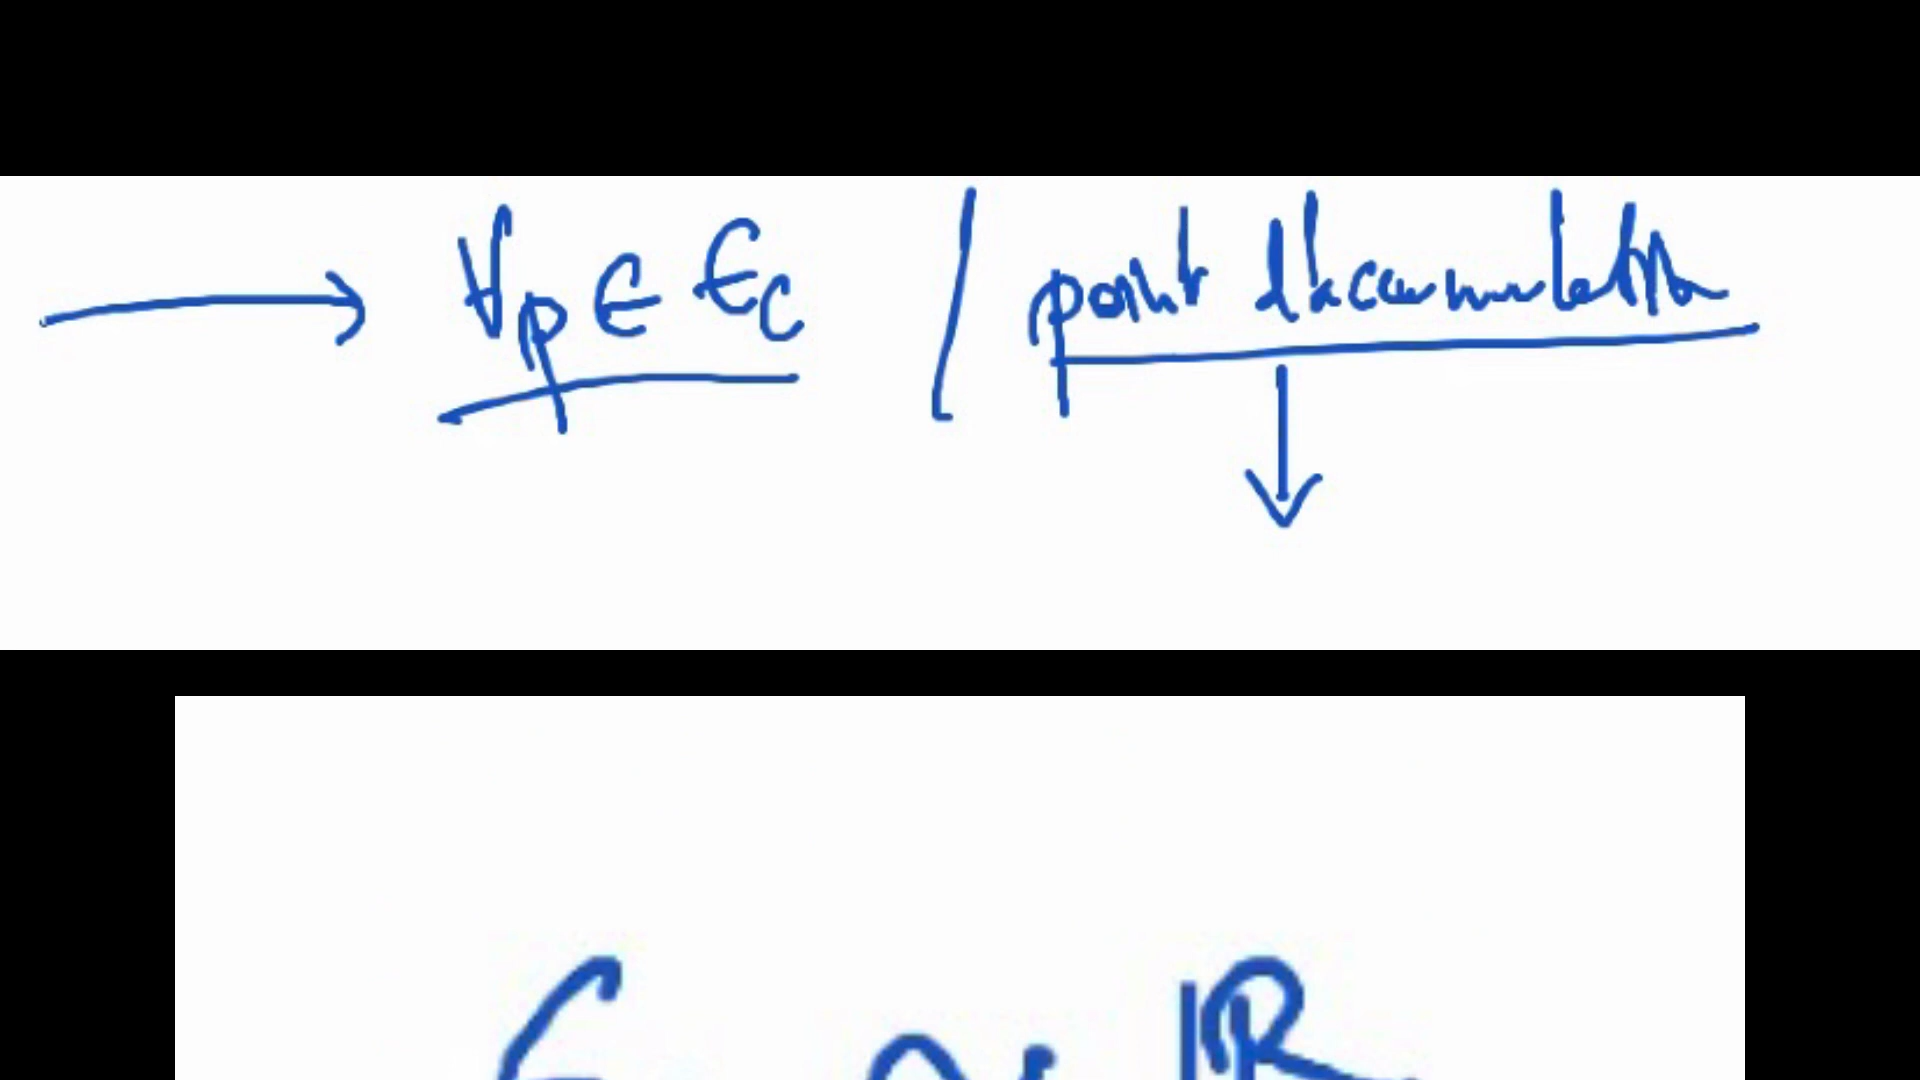 → ∀p ∈ E_C / point d'accumulation
↓
R